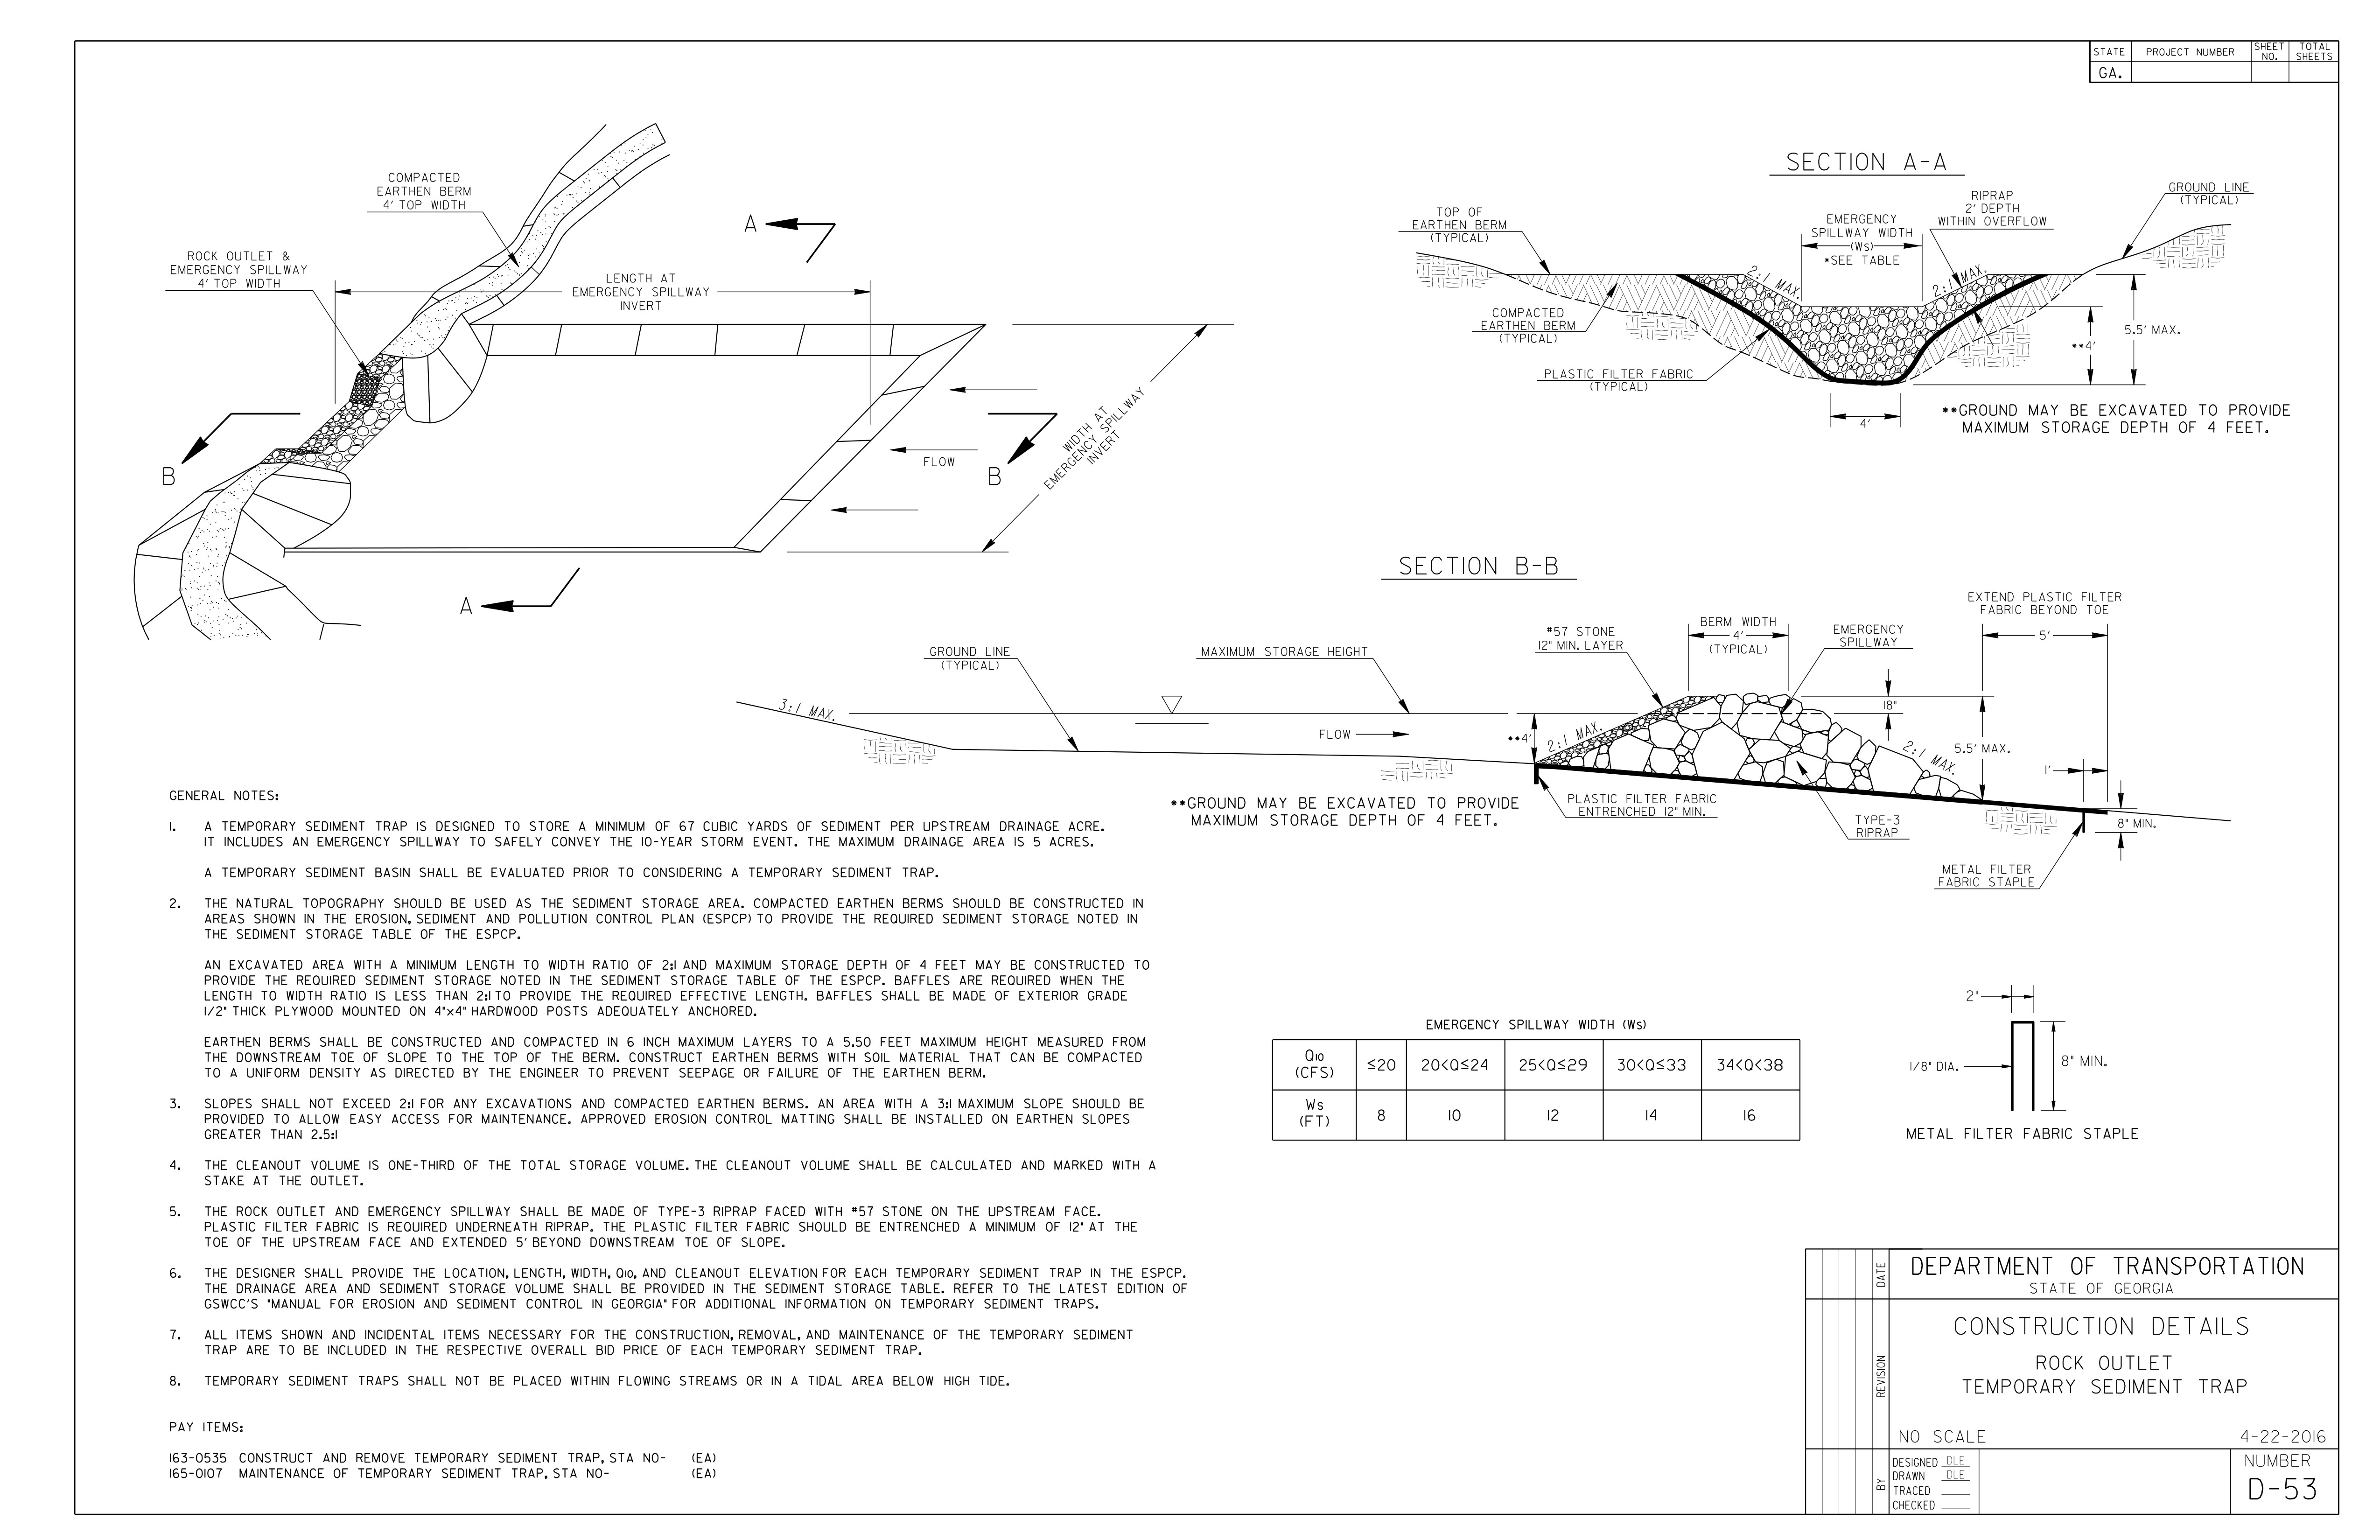 STATE PROJECT NUMBER SHEET NO. TOTAL SHEETS
GA.
COMPACTED
EARTHEN BERM
4' TOP WIDTH
ROCK OUTLET &
EMERGENCY SPILLWAY
4' TOP WIDTH
LENGTH AT
EMERGENCY SPILLWAY
INVERT
A
A
B
B
FLOW
WIDTH AT
EMERGENCY SPILLWAY
INVERT
SECTION A-A
TOP OF
EARTHEN BERM
(TYPICAL)
EMERGENCY
SPILLWAY WIDTH
(Ws)
*SEE TABLE
RIPRAP
2' DEPTH
WITHIN OVERFLOW
GROUND LINE
(TYPICAL)
2:1 MAX.
2:1 MAX.
COMPACTED
EARTHEN BERM
(TYPICAL)
PLASTIC FILTER FABRIC
(TYPICAL)
**4'
5.5' MAX.
4'
**GROUND MAY BE EXCAVATED TO PROVIDE
MAXIMUM STORAGE DEPTH OF 4 FEET.
SECTION B-B
GROUND LINE
(TYPICAL)
MAXIMUM STORAGE HEIGHT
#57 STONE
12" MIN. LAYER
BERM WIDTH
4'
(TYPICAL)
EMERGENCY
SPILLWAY
EXTEND PLASTIC FILTER
FABRIC BEYOND TOE
5'
3:1 MAX.
FLOW
**4'
2:1 MAX.
2:1 MAX.
18"
5.5' MAX.
1'
8" MIN.
PLASTIC FILTER FABRIC
ENTRENCHED 12" MIN.
TYPE-3
RIPRAP
METAL FILTER
FABRIC STAPLE
**GROUND MAY BE EXCAVATED TO PROVIDE
MAXIMUM STORAGE DEPTH OF 4 FEET.
GENERAL NOTES:
1. A TEMPORARY SEDIMENT TRAP IS DESIGNED TO STORE A MINIMUM OF 67 CUBIC YARDS OF SEDIMENT PER UPSTREAM DRAINAGE ACRE.
IT INCLUDES AN EMERGENCY SPILLWAY TO SAFELY CONVEY THE 10-YEAR STORM EVENT. THE MAXIMUM DRAINAGE AREA IS 5 ACRES.
A TEMPORARY SEDIMENT BASIN SHALL BE EVALUATED PRIOR TO CONSIDERING A TEMPORARY SEDIMENT TRAP.
2. THE NATURAL TOPOGRAPHY SHOULD BE USED AS THE SEDIMENT STORAGE AREA. COMPACTED EARTHEN BERMS SHOULD BE CONSTRUCTED IN
AREAS SHOWN IN THE EROSION, SEDIMENT AND POLLUTION CONTROL PLAN (ESPCP) TO PROVIDE THE REQUIRED SEDIMENT STORAGE NOTED IN
THE SEDIMENT STORAGE TABLE OF THE ESPCP.
AN EXCAVATED AREA WITH A MINIMUM LENGTH TO WIDTH RATIO OF 2:1 AND MAXIMUM STORAGE DEPTH OF 4 FEET MAY BE CONSTRUCTED TO
PROVIDE THE REQUIRED SEDIMENT STORAGE NOTED IN THE SEDIMENT STORAGE TABLE OF THE ESPCP. BAFFLES ARE REQUIRED WHEN THE
LENGTH TO WIDTH RATIO IS LESS THAN 2:1 TO PROVIDE THE REQUIRED EFFECTIVE LENGTH. BAFFLES SHALL BE MADE OF EXTERIOR GRADE
1/2" THICK PLYWOOD MOUNTED ON 4"x4" HARDWOOD POSTS ADEQUATELY ANCHORED.
EARTHEN BERMS SHALL BE CONSTRUCTED AND COMPACTED IN 6 INCH MAXIMUM LAYERS TO A 5.50 FEET MAXIMUM HEIGHT MEASURED FROM
THE DOWNSTREAM TOE OF SLOPE TO THE TOP OF THE BERM. CONSTRUCT EARTHEN BERMS WITH SOIL MATERIAL THAT CAN BE COMPACTED
TO A UNIFORM DENSITY AS DIRECTED BY THE ENGINEER TO PREVENT SEEPAGE OR FAILURE OF THE EARTHEN BERM.
3. SLOPES SHALL NOT EXCEED 2:1 FOR ANY EXCAVATIONS AND COMPACTED EARTHEN BERMS. AN AREA WITH A 3:1 MAXIMUM SLOPE SHOULD BE
PROVIDED TO ALLOW EASY ACCESS FOR MAINTENANCE. APPROVED EROSION CONTROL MATTING SHALL BE INSTALLED ON EARTHEN SLOPES
GREATER THAN 2.5:1
4. THE CLEANOUT VOLUME IS ONE-THIRD OF THE TOTAL STORAGE VOLUME. THE CLEANOUT VOLUME SHALL BE CALCULATED AND MARKED WITH A
STAKE AT THE OUTLET.
5. THE ROCK OUTLET AND EMERGENCY SPILLWAY SHALL BE MADE OF TYPE-3 RIPRAP FACED WITH #57 STONE ON THE UPSTREAM FACE.
PLASTIC FILTER FABRIC IS REQUIRED UNDERNEATH RIPRAP. THE PLASTIC FILTER FABRIC SHOULD BE ENTRENCHED A MINIMUM OF 12" AT THE
TOE OF THE UPSTREAM FACE AND EXTENDED 5' BEYOND DOWNSTREAM TOE OF SLOPE.
6. THE DESIGNER SHALL PROVIDE THE LOCATION, LENGTH, WIDTH, Q10, AND CLEANOUT ELEVATION FOR EACH TEMPORARY SEDIMENT TRAP IN THE ESPCP.
THE DRAINAGE AREA AND SEDIMENT STORAGE VOLUME SHALL BE PROVIDED IN THE SEDIMENT STORAGE TABLE. REFER TO THE LATEST EDITION OF
GSWCC'S "MANUAL FOR EROSION AND SEDIMENT CONTROL IN GEORGIA" FOR ADDITIONAL INFORMATION ON TEMPORARY SEDIMENT TRAPS.
7. ALL ITEMS SHOWN AND INCIDENTAL ITEMS NECESSARY FOR THE CONSTRUCTION, REMOVAL, AND MAINTENANCE OF THE TEMPORARY SEDIMENT
TRAP ARE TO BE INCLUDED IN THE RESPECTIVE OVERALL BID PRICE OF EACH TEMPORARY SEDIMENT TRAP.
8. TEMPORARY SEDIMENT TRAPS SHALL NOT BE PLACED WITHIN FLOWING STREAMS OR IN A TIDAL AREA BELOW HIGH TIDE.
PAY ITEMS:
163-0535 CONSTRUCT AND REMOVE TEMPORARY SEDIMENT TRAP, STA NO- (EA)
165-0107 MAINTENANCE OF TEMPORARY SEDIMENT TRAP, STA NO- (EA)
EMERGENCY SPILLWAY WIDTH (Ws)
Q10 (CFS) ≤20 20<Q≤24 25<Q≤29 30<Q≤33 34<Q<38
Ws (FT) 8 10 12 14 16
2"
1/8" DIA.
8" MIN.
METAL FILTER FABRIC STAPLE
DATE
REVISION
BY
DEPARTMENT OF TRANSPORTATION
STATE OF GEORGIA
CONSTRUCTION DETAILS
ROCK OUTLET
TEMPORARY SEDIMENT TRAP
NO SCALE 4-22-2016
DESIGNED DLE
DRAWN DLE
TRACED
CHECKED
NUMBER
D-53